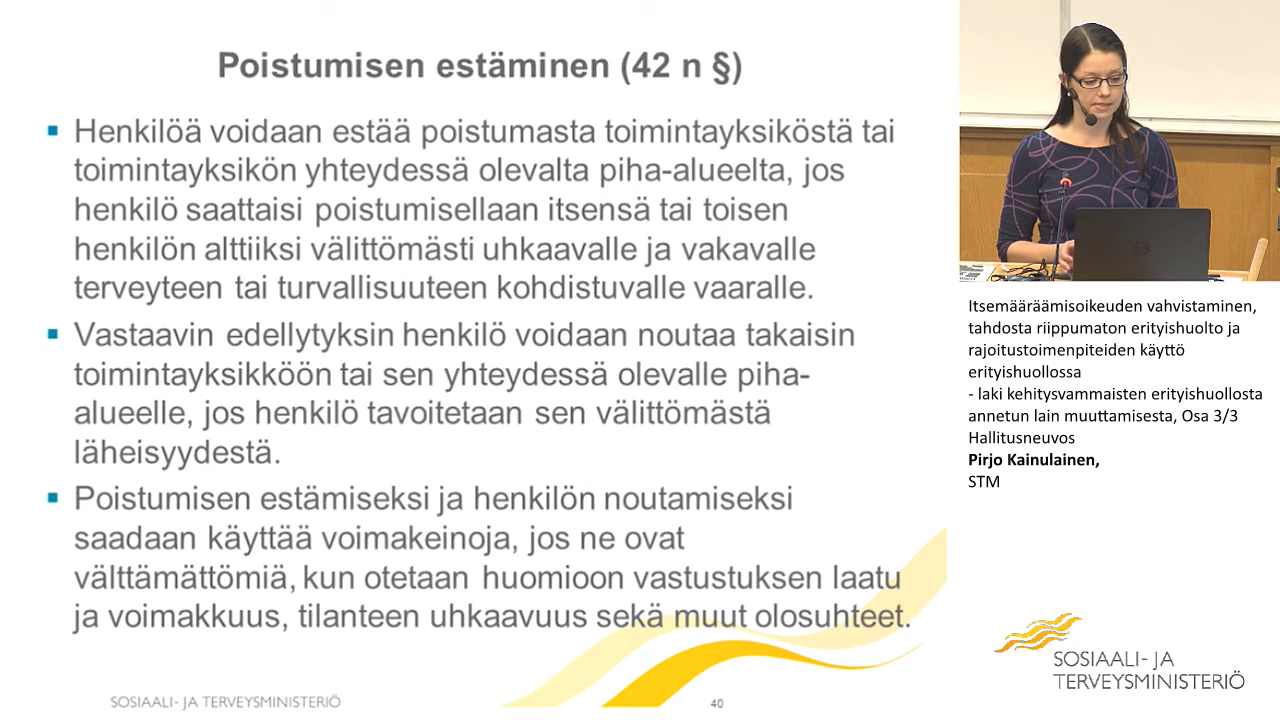 Poistumisen estäminen (42 n §)
Henkilöä voidaan estää poistumasta toimintayksiköstä tai
toimintayksikön yhteydessä olevalta piha-alueelta, jos
henkilö saattaisi poistumisellaan itsensä tai toisen
henkilön alttiiksi välittömästi uhkaavalle ja vakavalle
terveyteen tai turvallisuuteen kohdistuvalle vaaralle.
Vastaavin edellytyksin henkilö voidaan noutaa takaisin
toimintayksikköön tai sen yhteydessä olevalle piha-
alueelle, jos henkilö tavoitetaan sen välittömästä
läheisyydestä.
Poistumisen estämiseksi ja henkilön noutamiseksi
saadaan käyttää voimakeinoja, jos ne ovat
välttämättömiä, kun otetaan huomioon vastustuksen laatu
ja voimakkuus, tilanteen uhkaavuus sekä muut olosuhteet.
SOSIAALI- JA TERVEYSMINISTERIÖ
40
Itsemääräämisoikeuden vahvistaminen,
tahdosta riippumaton erityishuolto ja
rajoitustoimenpiteiden käyttö
erityishuollossa
- laki kehitysvammaisten erityishuollosta
annetun lain muuttamisesta, Osa 3/3
Hallitusneuvos
Pirjo Kainulainen,
STM
SOSIAALI- JA
TERVEYSMINISTERIÖ